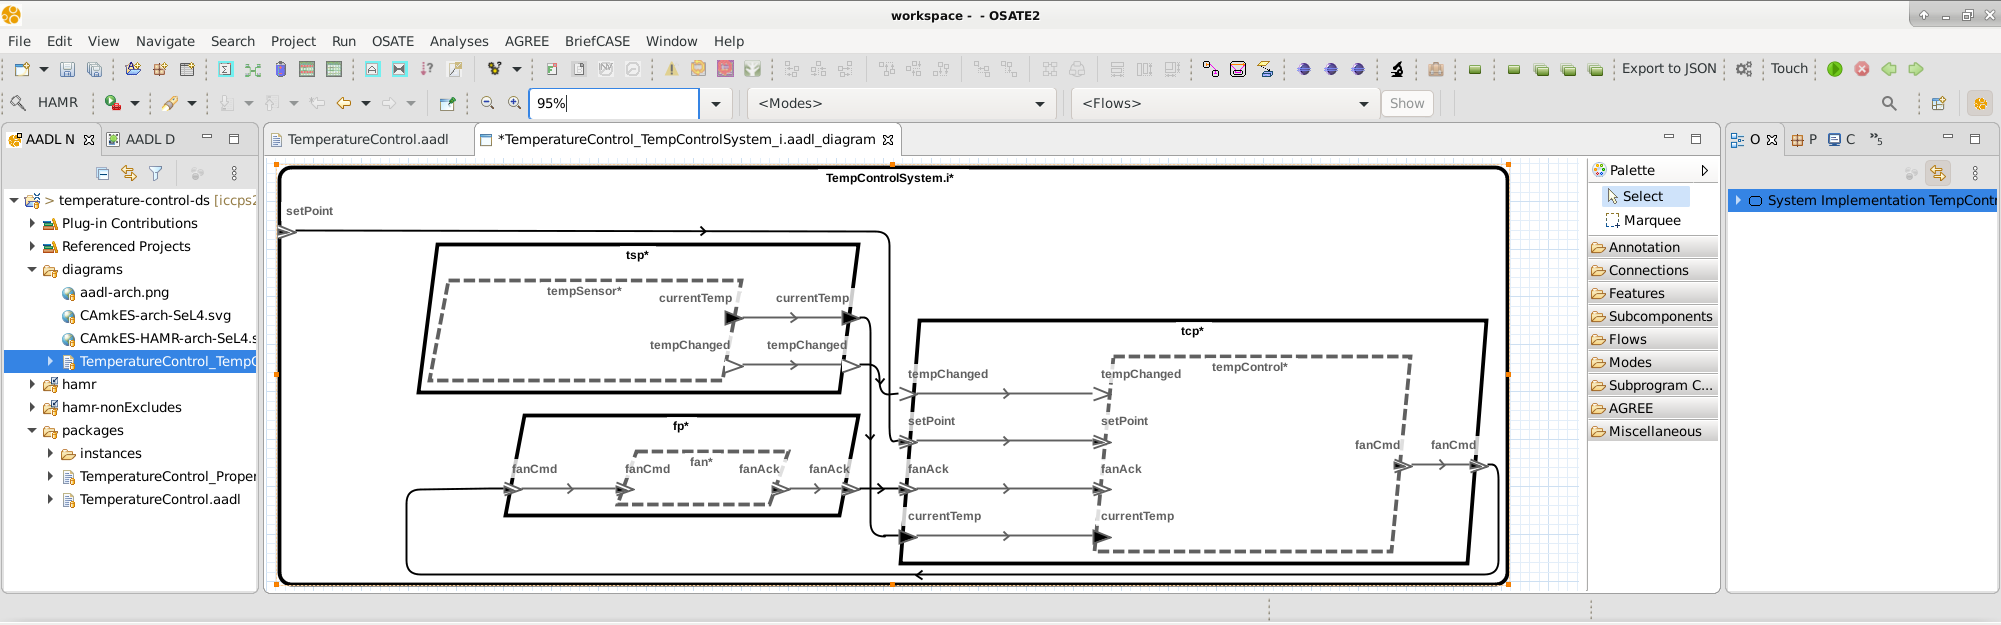 workspace -  - OSATE2
File Edit View Navigate Search Project Run OSATE Analyses AGREE BriefCASE Window Help
Export to JSON Touch
HAMR 95% <Modes> <Flows> Show
AADL N AADL D
TemperatureControl.aadl *TemperatureControl_TempControlSystem_i.aadl_diagram
O P C »5
> temperature-control-ds [iccps2
Plug-in Contributions
Referenced Projects
diagrams
aadl-arch.png
CAmkES-arch-SeL4.svg
CAmkES-HAMR-arch-SeL4.s
TemperatureControl_TempC
hamr
hamr-nonExcludes
packages
instances
TemperatureControl_Proper
TemperatureControl.aadl
TempControlSystem.i*
setPoint
tsp*
tempSensor*
currentTemp currentTemp
tempChanged tempChanged
fp*
fan*
fanCmd fanCmd fanAck fanAck
tcp*
tempControl*
tempChanged tempChanged
setPoint setPoint
fanCmd fanCmd
fanAck fanAck
currentTemp currentTemp
Palette
Select
Marquee
Annotation
Connections
Features
Subcomponents
Flows
Modes
Subprogram C...
AGREE
Miscellaneous
System Implementation TempContr